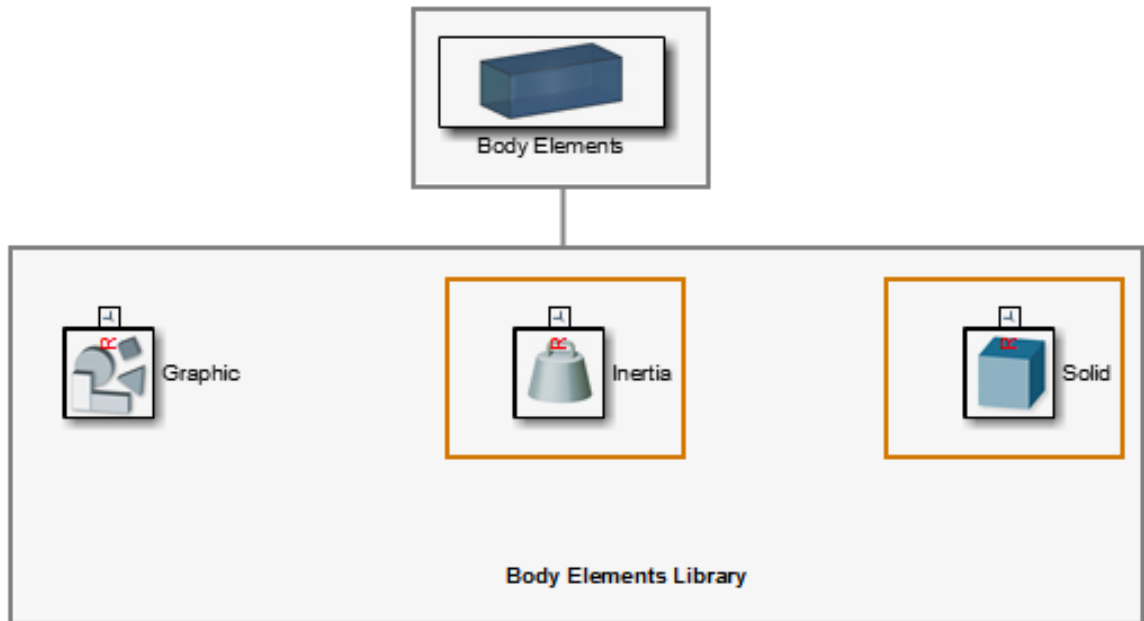 Body Elements
R
Graphic
R
Inertia
R
Solid
Body Elements Library